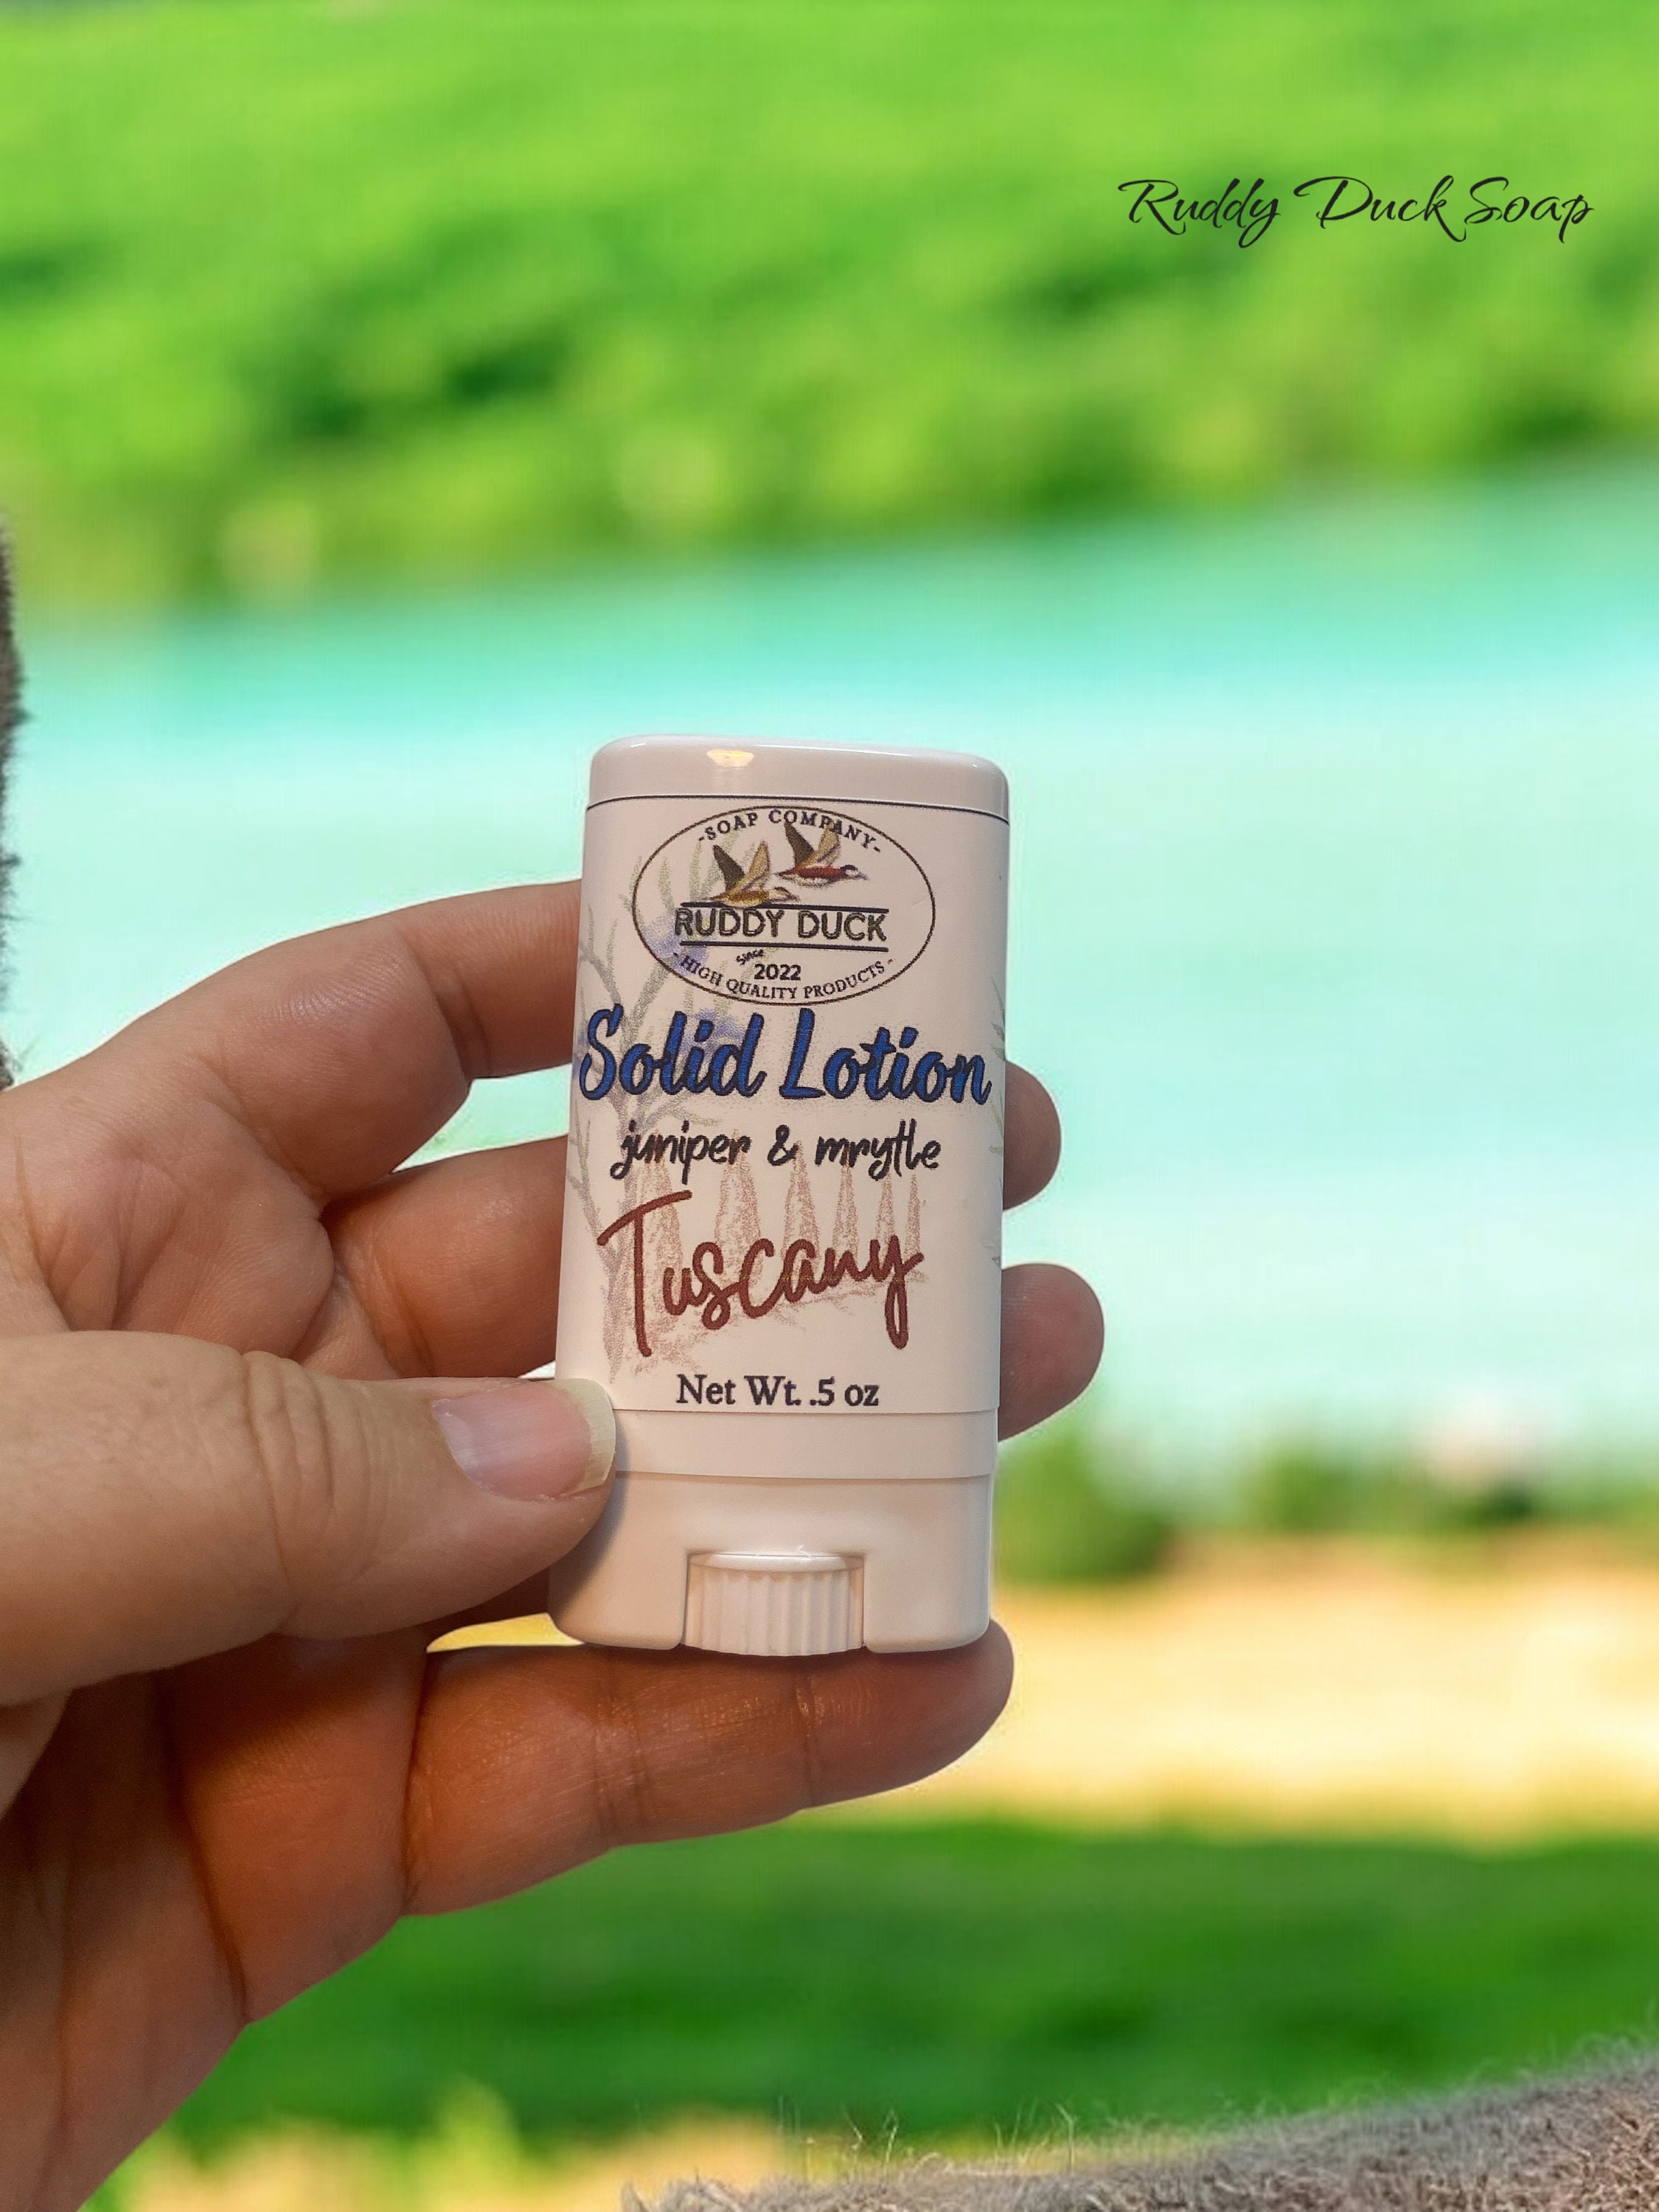 Ruddy Duck Soap
-SOAP COMPANY-
RUDDY DUCK
Since
2022
- HIGH QUALITY PRODUCTS -
Solid Lotion
juniper & mrytle
Tuscany
Net Wt. .5 oz